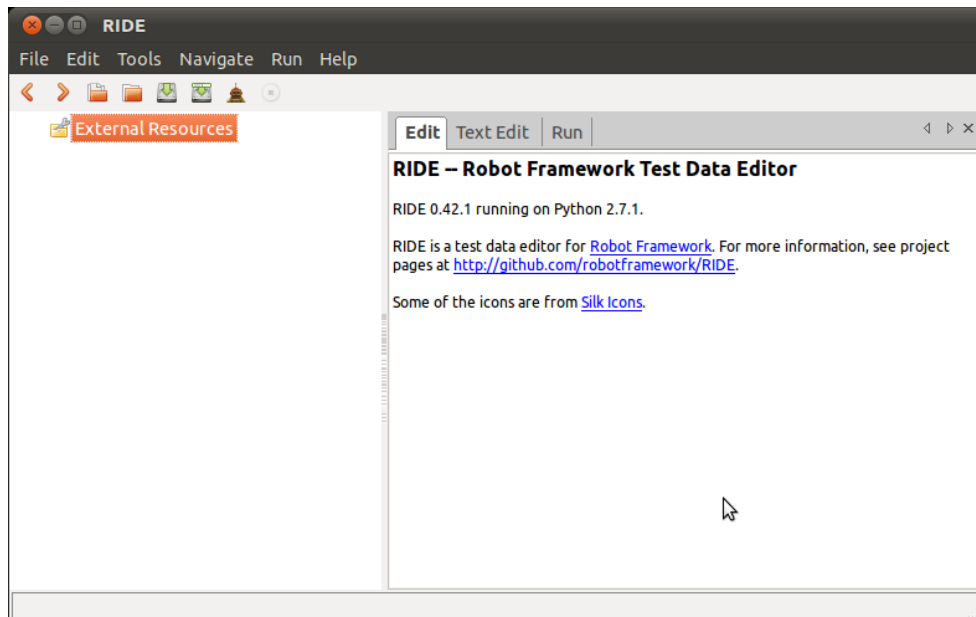 RIDE
File Edit Tools Navigate Run Help
External Resources
Edit Text Edit Run
RIDE -- Robot Framework Test Data Editor
RIDE 0.42.1 running on Python 2.7.1.
RIDE is a test data editor for Robot Framework. For more information, see project
pages at http://github.com/robotframework/RIDE.
Some of the icons are from Silk Icons.